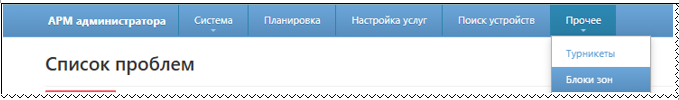 АРМ администратора Система Планировка Настройка услуг Поиск устройств Прочее
Турникеты
Блоки зон
Список проблем